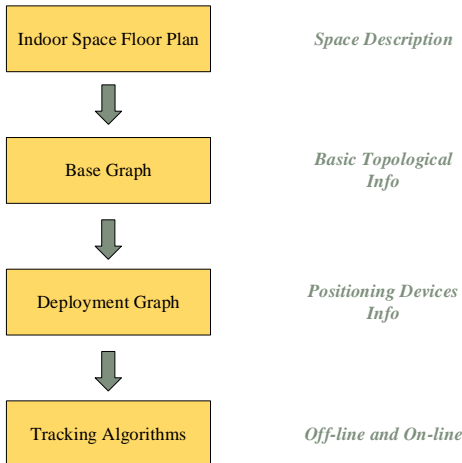 Indoor Space Floor Plan
Space Description
Base Graph
Basic Topological
Info
Deployment Graph
Positioning Devices
Info
Tracking Algorithms
Off-line and On-line